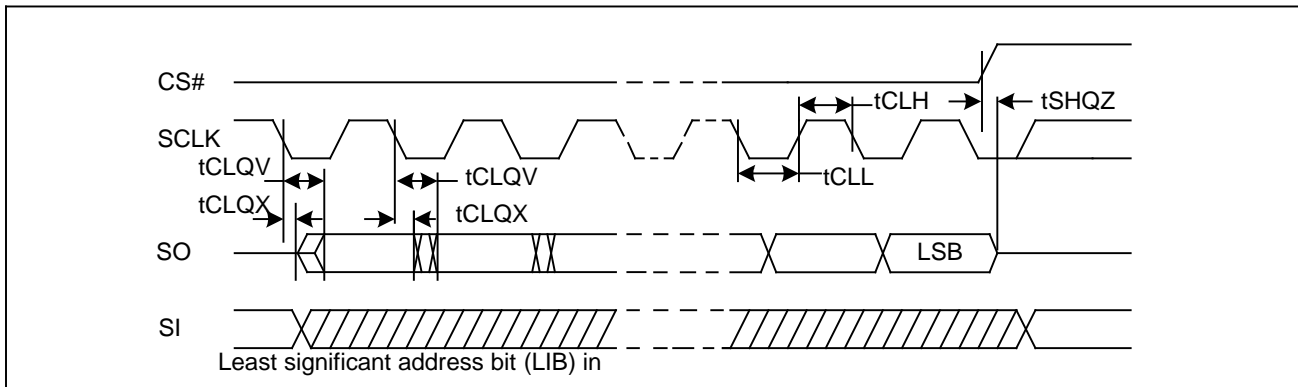 CS#
tCLH
tSHQZ
SCLK
tCLQV
tCLQV
tCLL
tCLQX
tCLQX
SO
LSB
SI
Least significant address bit (LIB) in